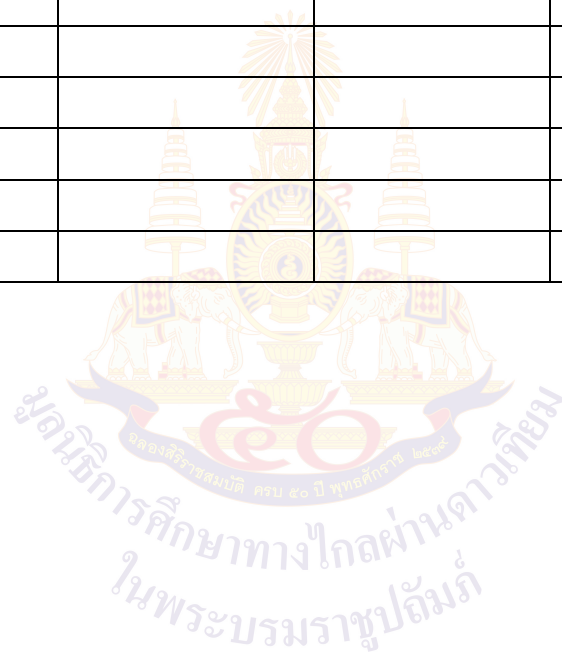 ๕๐
ฉลองสิริราชสมบัติ ครบ ๕๐ ปี พุทธศักราช ๒๕๓๙
มูลนิธิการศึกษาทางไกลผ่านดาวเทียม
ในพระบรมราชูปถัมภ์